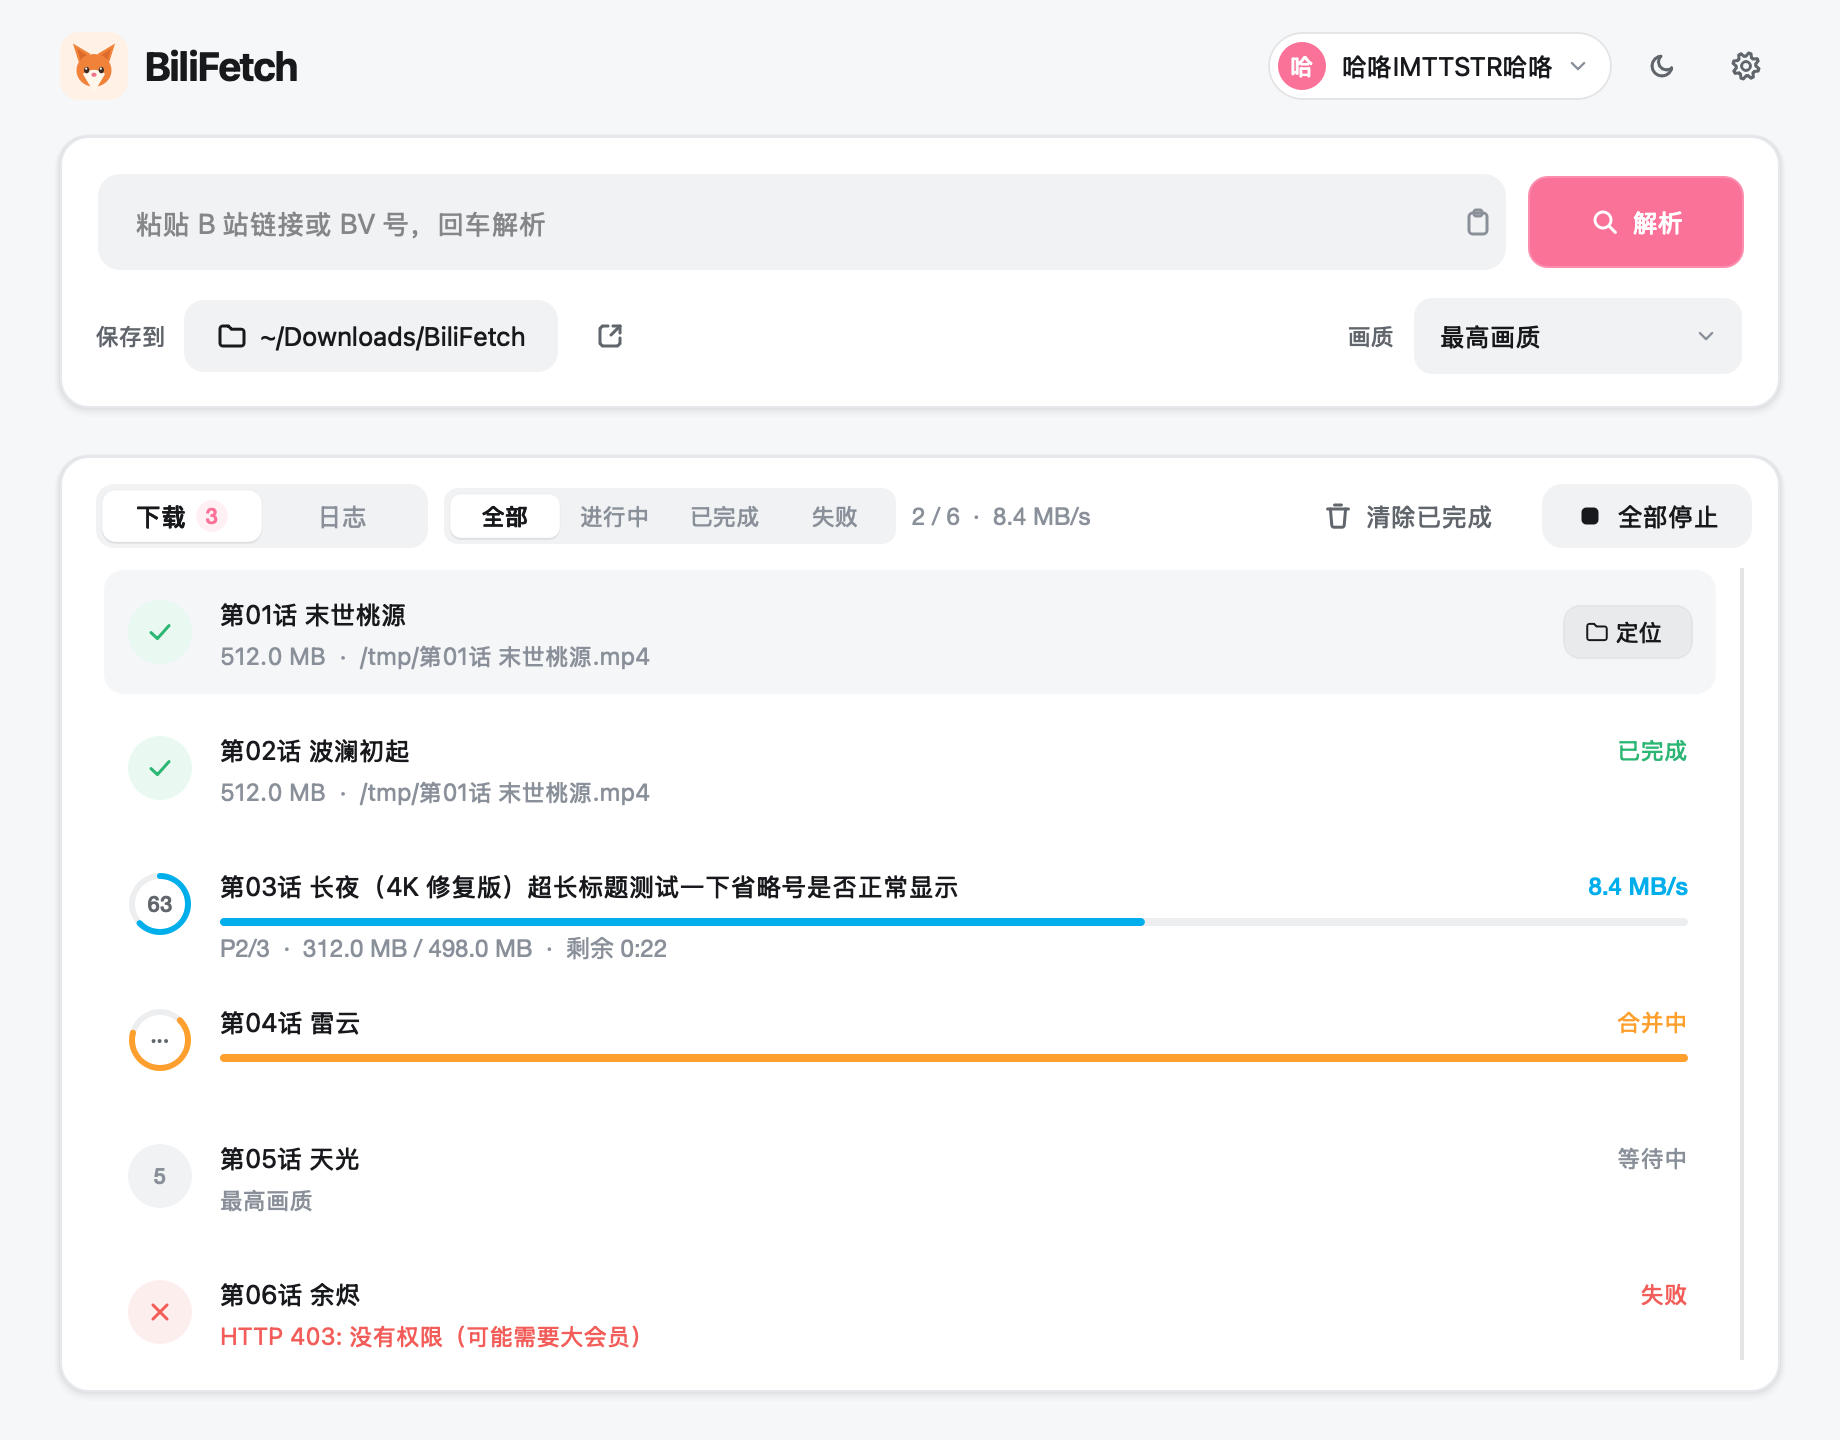 BiliFetch
哈 哈咯IMTTSTR哈咯
粘贴 B 站链接或 BV 号，回车解析
解析
保存到 ~/Downloads/BiliFetch
画质 最高画质
下载 3 日志 全部 进行中 已完成 失败 2 / 6 · 8.4 MB/s 清除已完成 全部停止
第01话 末世桃源
512.0 MB · /tmp/第01话 末世桃源.mp4
定位
第02话 波澜初起
已完成
512.0 MB · /tmp/第01话 末世桃源.mp4
63
第03话 长夜（4K 修复版）超长标题测试一下省略号是否正常显示
8.4 MB/s
P2/3 · 312.0 MB / 498.0 MB · 剩余 0:22
...
第04话 雷云
合并中
5
第05话 天光
等待中
最高画质
第06话 余烬
失败
HTTP 403: 没有权限（可能需要大会员）